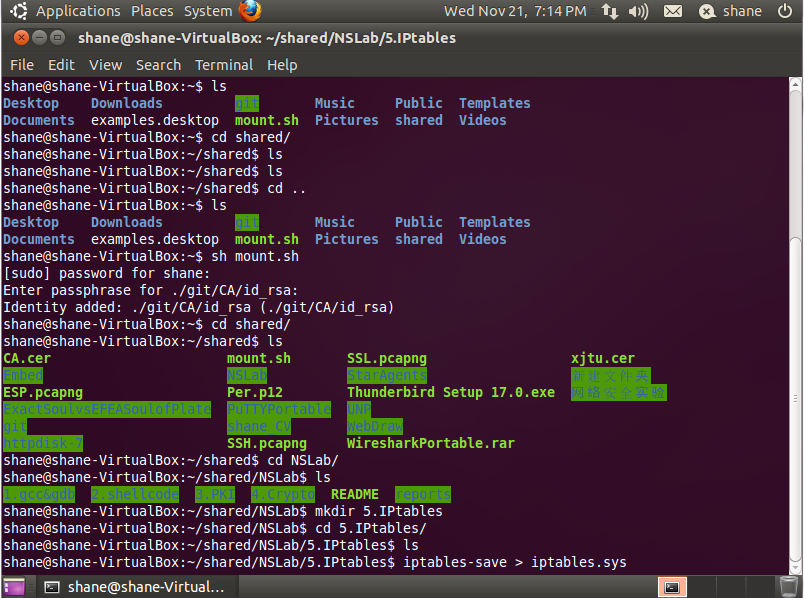 Applications Places System Wed Nov 21, 7:14 PM shane
shane@shane-VirtualBox: ~/shared/NSLab/5.IPtables
File Edit View Search Terminal Help
shane@shane-VirtualBox:~$ ls
Desktop Downloads git Music Public Templates
Documents examples.desktop mount.sh Pictures shared Videos
shane@shane-VirtualBox:~$ cd shared/
shane@shane-VirtualBox:~/shared$ ls
shane@shane-VirtualBox:~/shared$ ls
shane@shane-VirtualBox:~/shared$ cd ..
shane@shane-VirtualBox:~$ ls
Desktop Downloads git Music Public Templates
Documents examples.desktop mount.sh Pictures shared Videos
shane@shane-VirtualBox:~$ sh mount.sh
[sudo] password for shane:
Enter passphrase for ./git/CA/id_rsa:
Identity added: ./git/CA/id_rsa (./git/CA/id_rsa)
shane@shane-VirtualBox:~$ cd shared/
shane@shane-VirtualBox:~/shared$ ls
CA.cer mount.sh SSL.pcapng xjtu.cer
Embed NSLab StarAgents 新建文件夹
ESP.pcapng Per.p12 Thunderbird Setup 17.0.exe 网络安全实验
ExactSoulvsEFEASoulofPlate PuTTYPortable UNP
git shane CV WebDraw
httpdisk-7 SSH.pcapng WiresharkPortable.rar
shane@shane-VirtualBox:~/shared$ cd NSLab/
shane@shane-VirtualBox:~/shared/NSLab$ ls
1.gcc&gdb 2.shellcode 3.PKI 4.Crypto README reports
shane@shane-VirtualBox:~/shared/NSLab$ mkdir 5.IPtables
shane@shane-VirtualBox:~/shared/NSLab$ cd 5.IPtables/
shane@shane-VirtualBox:~/shared/NSLab/5.IPtables$ ls
shane@shane-VirtualBox:~/shared/NSLab/5.IPtables$ iptables-save > iptables.sys
shane@shane-Virtual...